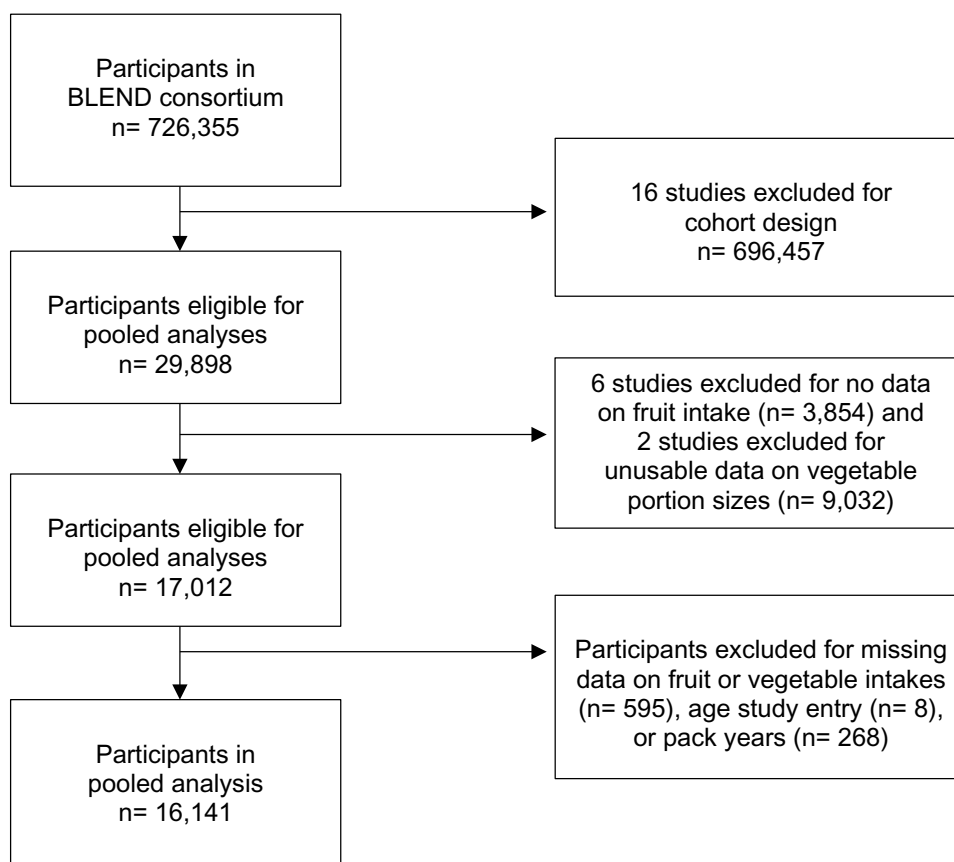 Participants in
BLEND consortium
n= 726,355
16 studies excluded for
cohort design
n= 696,457
Participants eligible for
pooled analyses
n= 29,898
6 studies excluded for no data
on fruit intake (n= 3,854) and
2 studies excluded for
unusable data on vegetable
portion sizes (n= 9,032)
Participants eligible for
pooled analyses
n= 17,012
Participants excluded for missing
data on fruit or vegetable intakes
(n= 595), age study entry (n= 8),
or pack years (n= 268)
Participants in
pooled analysis
n= 16,141